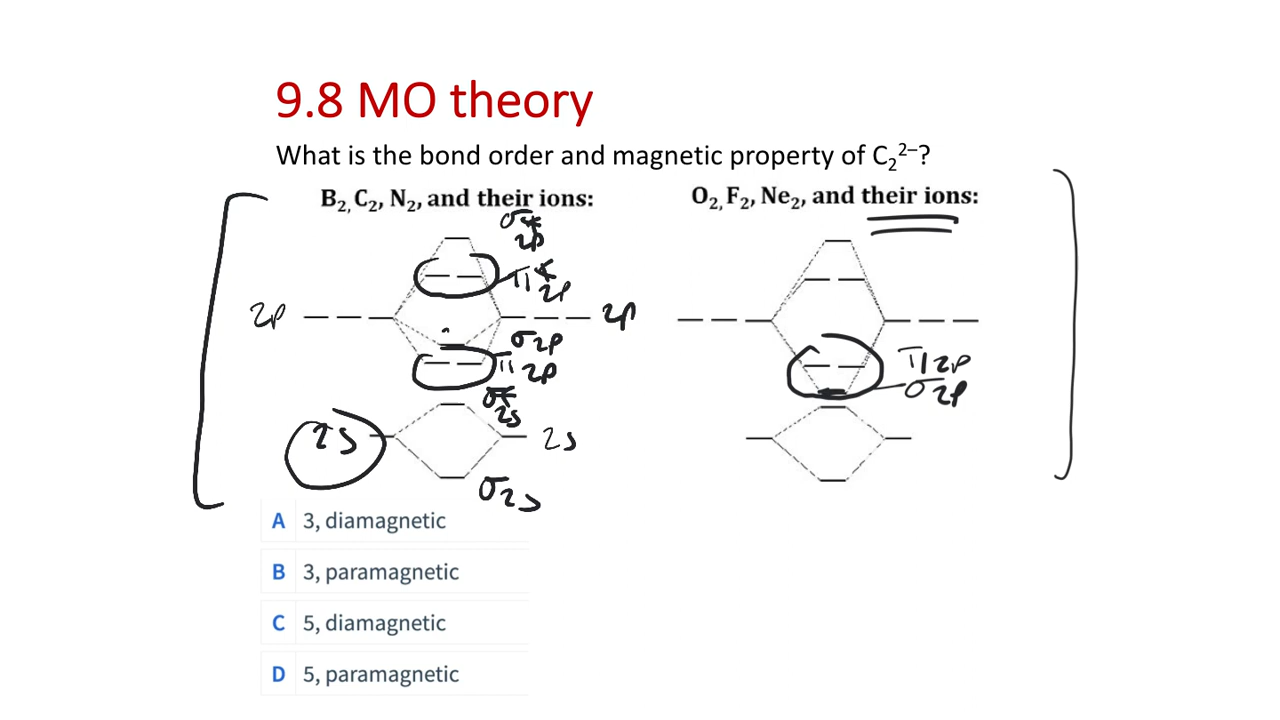 9.8 MO theory
What is the bond order and magnetic property of C₂²⁻?
B₂, C₂, N₂, and their ions:
O₂, F₂, Ne₂, and their ions:
σ*
2p
π*
2p
2p
2p
σ2p
π2p
σ*
2s
2s
2s
σ2s
π2p
σ2p
A 3, diamagnetic
B 3, paramagnetic
C 5, diamagnetic
D 5, paramagnetic